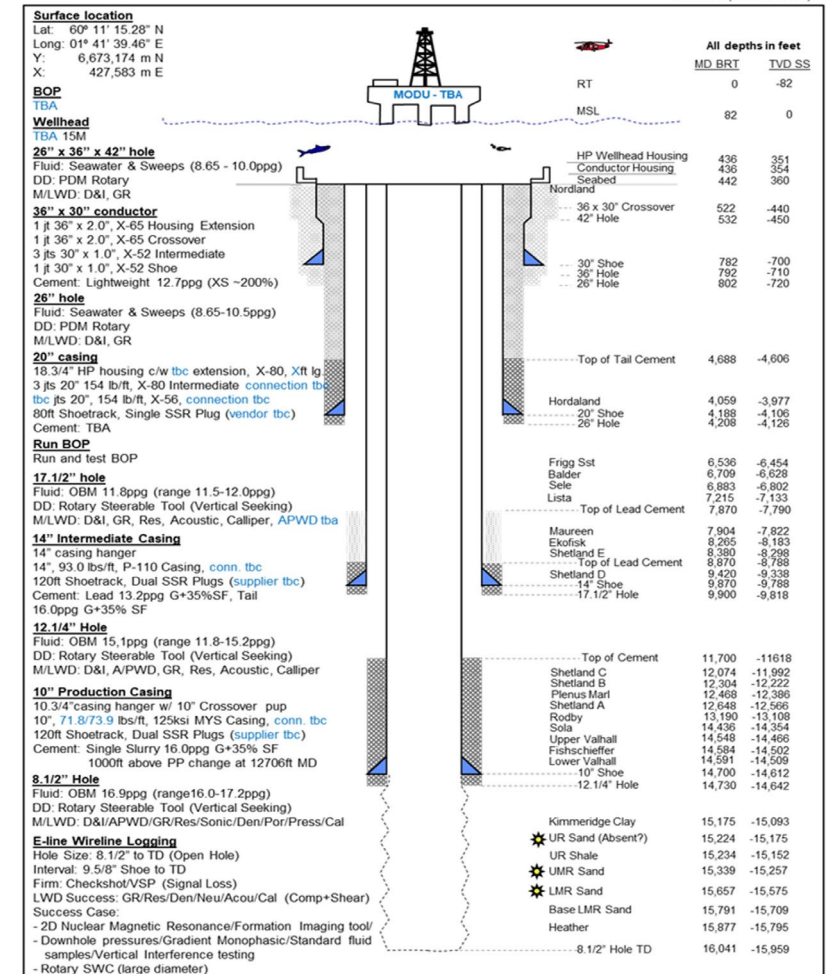 Surface location
Lat: 60° 11' 15.28" N
Long: 01° 41' 39.46" E
Y: 6,673,174 m N
X: 427,583 m E
BOP
TBA
Wellhead
TBA 15M
26" x 36" x 42" hole
Fluid: Seawater & Sweeps (8.65 - 10.0ppg)
DD: PDM Rotary
M/LWD: D&I, GR
36" x 30" conductor
1 jt 36" x 2.0", X-65 Housing Extension
1 jt 36" x 2.0", X-65 Crossover
3 jts 30" x 1.0", X-52 Intermediate
1 jt 30" x 1.0", X-52 Shoe
Cement: Lightweight 12.7ppg (XS ~200%)
26" hole
Fluid: Seawater & Sweeps (8.65-10.5ppg)
DD: PDM Rotary
M/LWD: D&I, GR
20" casing
18.3/4" HP housing c/w tbc extension, X-80, Xft lg.
3 jts 20" 154 lb/ft, X-80 Intermediate connection tbc
tbc jts 20", 154 lb/ft, X-56, connection tbc
80ft Shoetrack, Single SSR Plug (vendor tbc)
Cement: TBA
Run BOP
Run and test BOP
17.1/2" hole
Fluid: OBM 11.8ppg (range 11.5-12.0ppg)
DD: Rotary Steerable Tool (Vertical Seeking)
M/LWD: D&I, GR, Res, Acoustic, Calliper, APWD tba
14" Intermediate Casing
14" casing hanger
14", 93.0 lbs/ft, P-110 Casing, conn. tbc
120ft Shoetrack, Dual SSR Plugs (supplier tbc)
Cement: Lead 13.2ppg G+35%SF, Tail
16.0ppg G+35% SF
12.1/4" Hole
Fluid: OBM 15,1ppg (range 11.8-15.2ppg)
DD: Rotary Steerable Tool (Vertical Seeking)
M/LWD: D&I, A/PWD, GR, Res, Acoustic, Calliper
10" Production Casing
10.3/4"casing hanger w/ 10" Crossover pup
10", 71.8/73.9 lbs/ft, 125ksi MYS Casing, conn. tbc
120ft Shoetrack, Dual SSR Plugs (supplier tbc)
Cement: Single Slurry 16.0ppg G+35% SF
1000ft above PP change at 12706ft MD
8.1/2" Hole
Fluid: OBM 16.9ppg (range16.0-17.2ppg)
DD: Rotary Steerable Tool (Vertical Seeking)
M/LWD: D&I/APWD/GR/Res/Sonic/Den/Por/Press/Cal
E-line Wireline Logging
Hole Size: 8.1/2" to TD (Open Hole)
Interval: 9.5/8" Shoe to TD
Firm: Checkshot/VSP (Signal Loss)
LWD Success: GR/Res/Den/Neu/Acou/Cal (Comp+Shear)
Success Case:
- 2D Nuclear Magnetic Resonance/Formation Imaging tool/
- Downhole pressures/Gradient Monophasic/Standard fluid
samples/Vertical Interference testing
- Rotary SWC (large diameter)
MODU - TBA
All depths in feet
MD BRT TVD SS
RT 0 -82
MSL 82 0
HP Wellhead Housing 436 351
Conductor Housing 436 354
Seabed 442 360
Nordland
36 x 30" Crossover 522 -440
42" Hole 532 -450
30" Shoe 782 -700
36" Hole 792 -710
26" Hole 802 -720
Top of Tail Cement 4,688 -4,606
Hordaland 4,059 -3,977
20" Shoe 4,188 -4,106
26" Hole 4,208 -4,126
Frigg Sst 6,536 -6,454
Balder 6,709 -6,628
Sele 6,883 -6,802
Lista 7,215 -7,133
Top of Lead Cement 7,870 -7,790
Maureen 7,904 -7,822
Ekofisk 8,265 -8,183
Shetland E 8,380 -8,298
Top of Lead Cement 8,870 -8,788
Shetland D 9,420 -9,338
14" Shoe 9,870 -9,788
17.1/2" Hole 9,900 -9,818
Top of Cement 11,700 -11618
Shetland C 12,074 -11,992
Shetland B 12,304 -12,222
Plenus Marl 12,468 -12,386
Shetland A 12,648 -12,566
Rodby 13,190 -13,108
Sola 14,436 -14,354
Upper Valhall 14,548 -14,466
Fishschieffer 14,584 -14,502
Lower Valhall 14,591 -14,509
10" Shoe 14,700 -14,612
12.1/4" Hole 14,730 -14,642
Kimmeridge Clay 15,175 -15,093
UR Sand (Absent?) 15,224 -15,175
UR Shale 15,234 -15,152
UMR Sand 15,339 -15,257
LMR Sand 15,657 -15,575
Base LMR Sand 15,791 -15,709
Heather 15,877 -15,795
8.1/2" Hole TD 16,041 -15,959